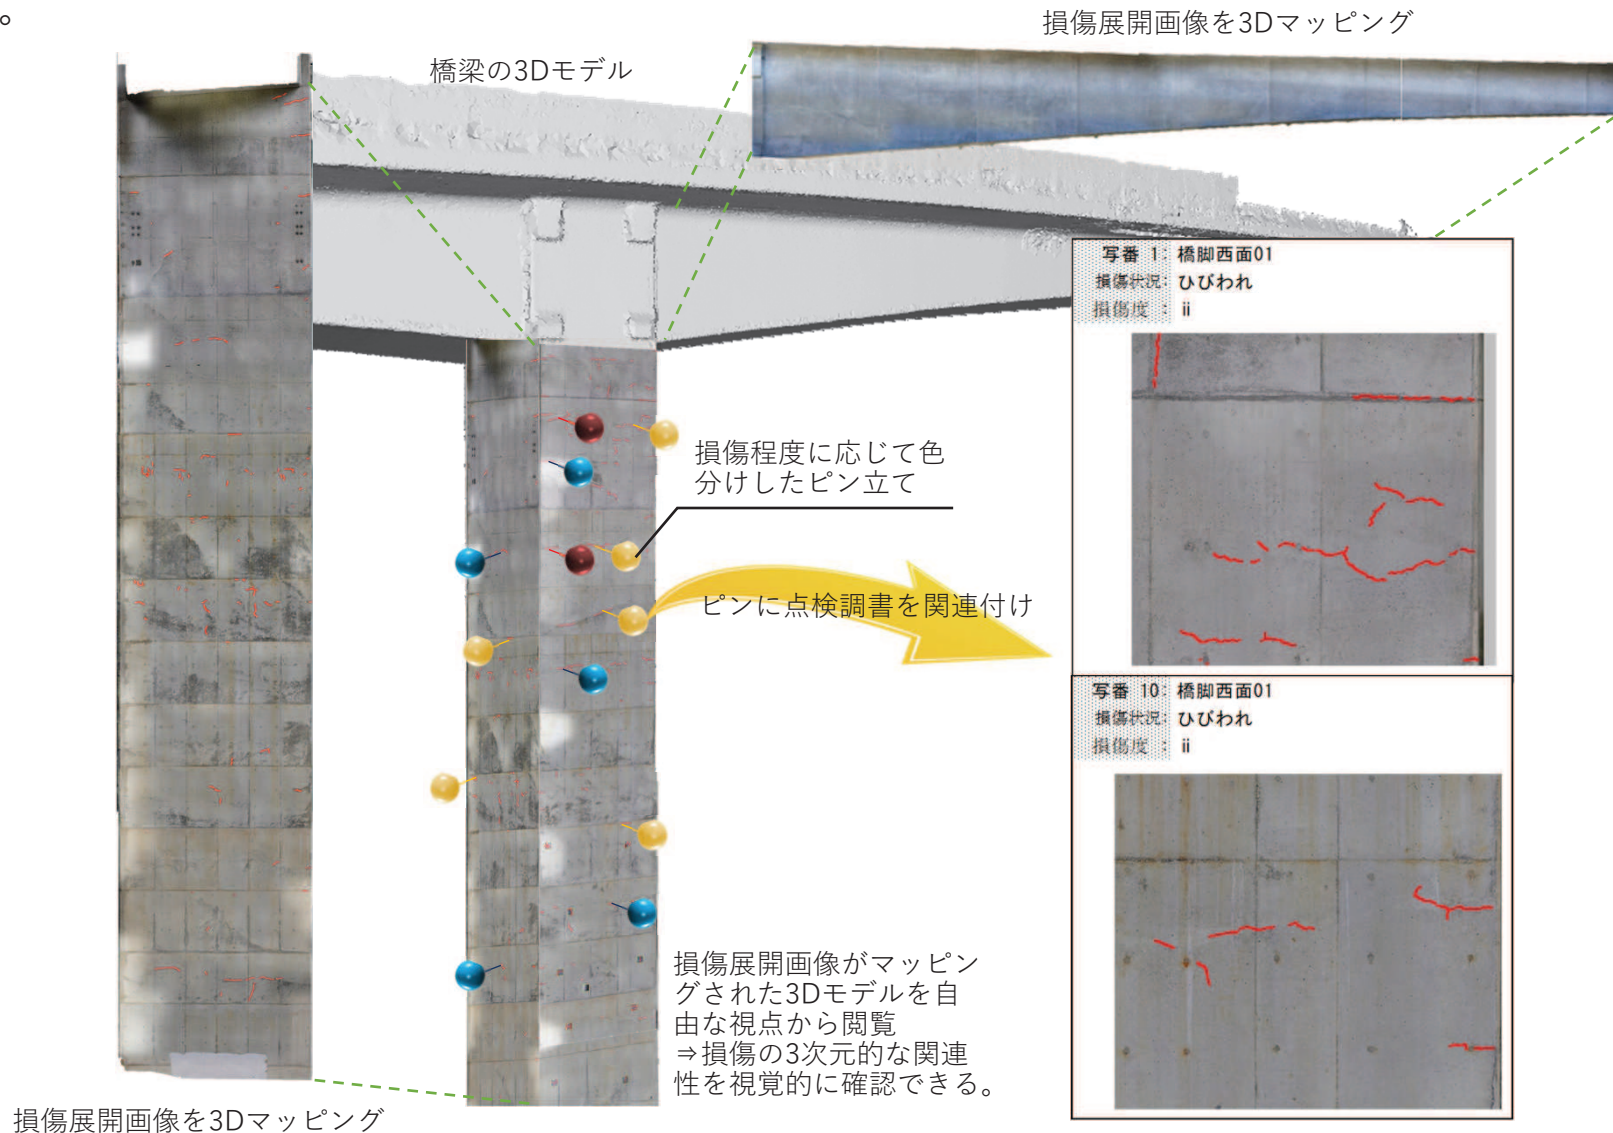 。
損傷展開画像を3Dマッピング
橋梁の3Dモデル
写番 1: 橋脚西面01
損傷状況: ひびわれ
損傷度 : ⅱ
損傷程度に応じて色
分けしたピン立て
ピンに点検調書を関連付け
写番 10: 橋脚西面01
損傷状況: ひびわれ
損傷度 : ⅱ
損傷展開画像がマッピン
グされた3Dモデルを自
由な視点から閲覧
⇒損傷の3次元的な関連
性を視覚的に確認できる。
損傷展開画像を3Dマッピング